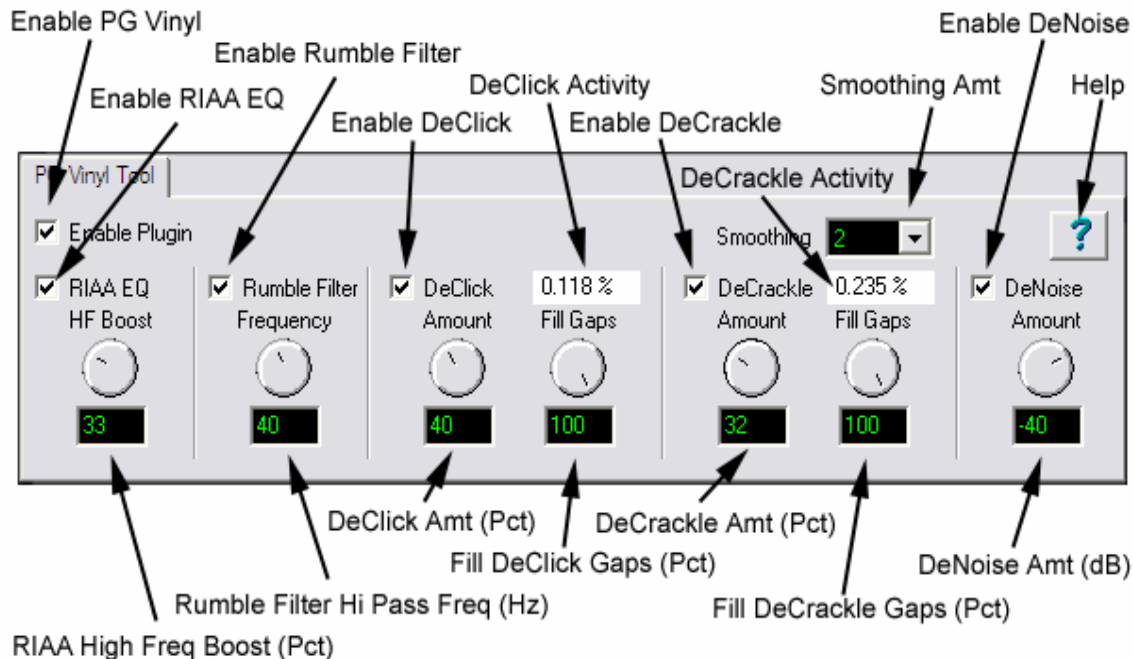 Enable PG Vinyl
Enable DeNoise
Enable Rumble Filter
DeClick Activity
Smoothing Amt
Help
Enable RIAA EQ
Enable DeClick
Enable DeCrackle
PG Vinyl Tool
DeCrackle Activity
Enable Plugin
Smoothing
2
?
RIAA EQ
Rumble Filter
DeClick
0.118 %
DeCrackle
0.235 %
DeNoise
HF Boost
Frequency
Amount
Fill Gaps
Amount
Fill Gaps
Amount
33
40
40
100
32
100
-40
DeClick Amt (Pct)
DeCrackle Amt (Pct)
Fill DeClick Gaps (Pct)
DeNoise Amt (dB)
Rumble Filter Hi Pass Freq (Hz)
Fill DeCrackle Gaps (Pct)
RIAA High Freq Boost (Pct)